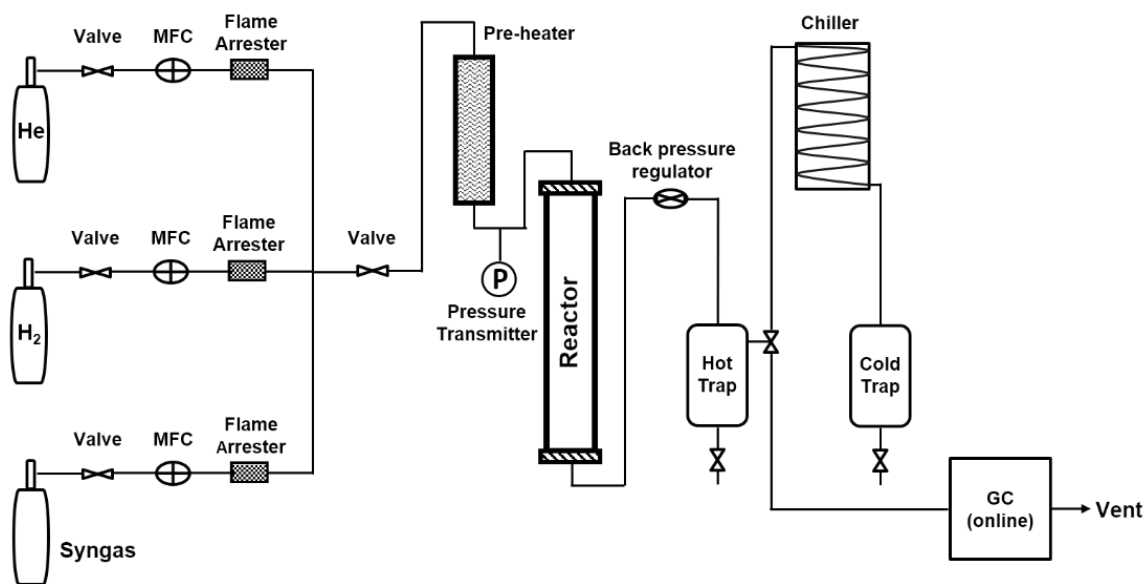 Valve
MFC
Flame
Arrester
He
Valve
MFC
Flame
Arrester
H₂
Valve
MFC
Flame
Arrester
Syngas
Valve
Pre-heater
P
Pressure
Transmitter
Reactor
Back pressure
regulator
Hot
Trap
Chiller
Cold
Trap
GC
(online)
Vent